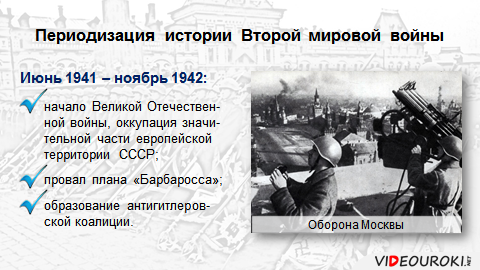 Периодизация истории Второй мировой войны
Июнь 1941 – ноябрь 1942:
начало Великой Отечествен-
ной войны, оккупация значи-
тельной части европейской
территории СССР;
провал плана «Барбаросса»;
образование антигитлеров-
ской коалиции.
Оборона Москвы
VIDEOUROKI.NET